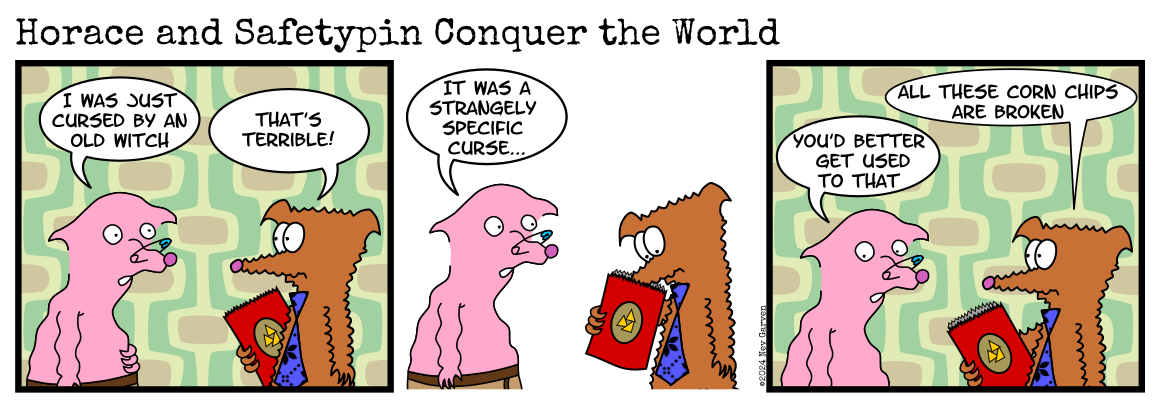 Horace and Safetypin Conquer the World
I WAS JUST
CURSED BY AN
OLD WITCH
THAT'S
TERRIBLE!
IT WAS A
STRANGELY
SPECIFIC
CURSE...
ALL THESE CORN CHIPS
ARE BROKEN
YOU'D BETTER
GET USED
TO THAT
©2024 Nev Garven